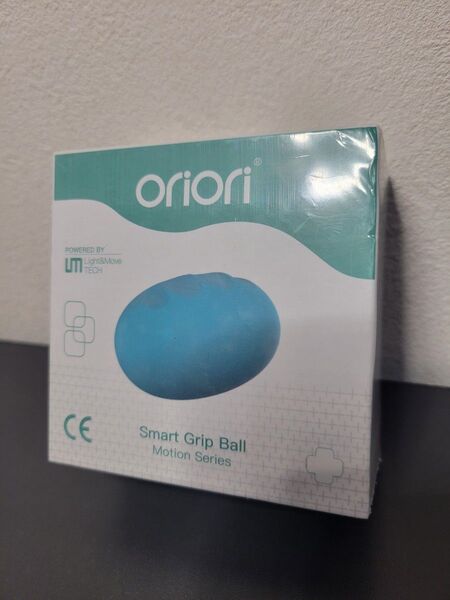 oriori®
POWERED BY
LM Light&Move
TECH
CE
Smart Grip Ball
Motion Series